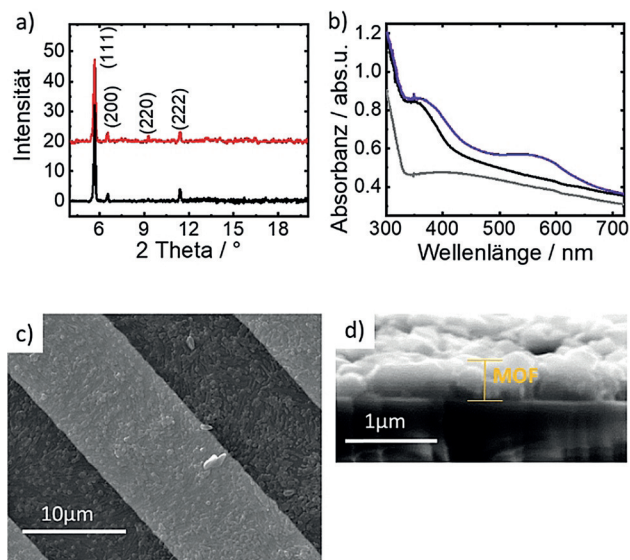 a)
Intensität
50
40
30
20
10
0
(111)
(200)
(220)
(222)
4 6 9 12 15 18
2 Theta / °
b)
Absorbanz / abs.u.
1.2
1.0
0.8
0.6
0.4
300 400 500 600 700
Wellenlänge / nm
c)
10µm
d)
MOF
1µm